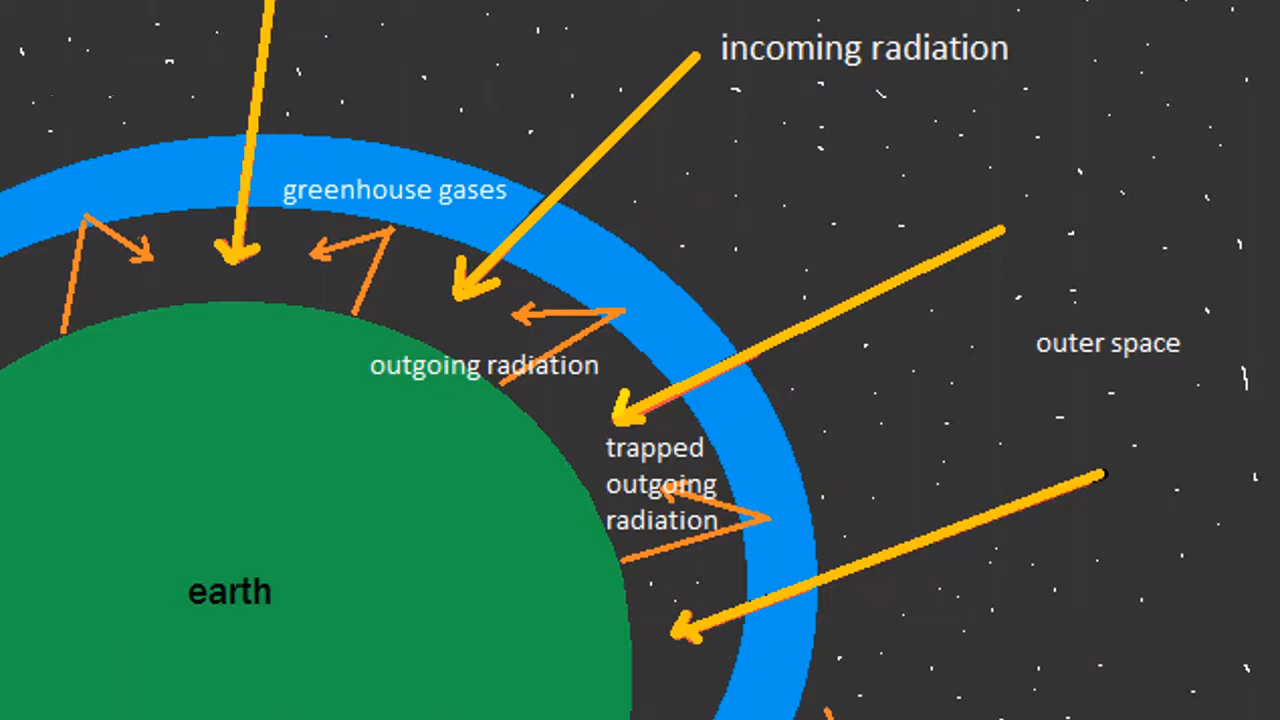 incoming radiation
greenhouse gases
outer space
outgoing radiation
trapped
outgoing
radiation
earth